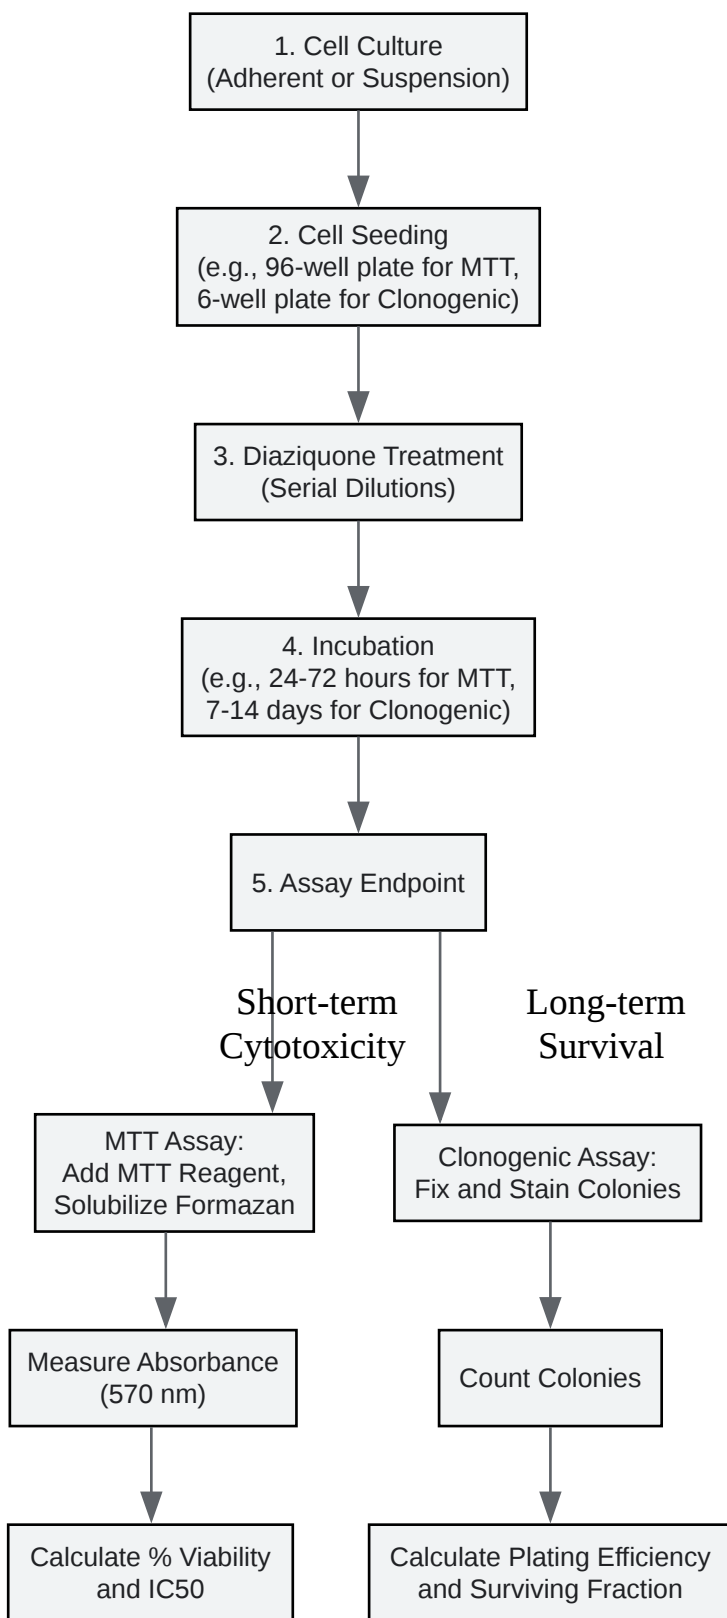 1. Cell Culture
(Adherent or Suspension)
2. Cell Seeding
(e.g., 96-well plate for MTT,
6-well plate for Clonogenic)
3. Diaziquone Treatment
(Serial Dilutions)
4. Incubation
(e.g., 24-72 hours for MTT,
7-14 days for Clonogenic)
5. Assay Endpoint
Short-term
Cytotoxicity
Long-term
Survival
MTT Assay:
Add MTT Reagent,
Solubilize Formazan
Clonogenic Assay:
Fix and Stain Colonies
Measure Absorbance
(570 nm)
Count Colonies
Calculate % Viability
and IC50
Calculate Plating Efficiency
and Surviving Fraction